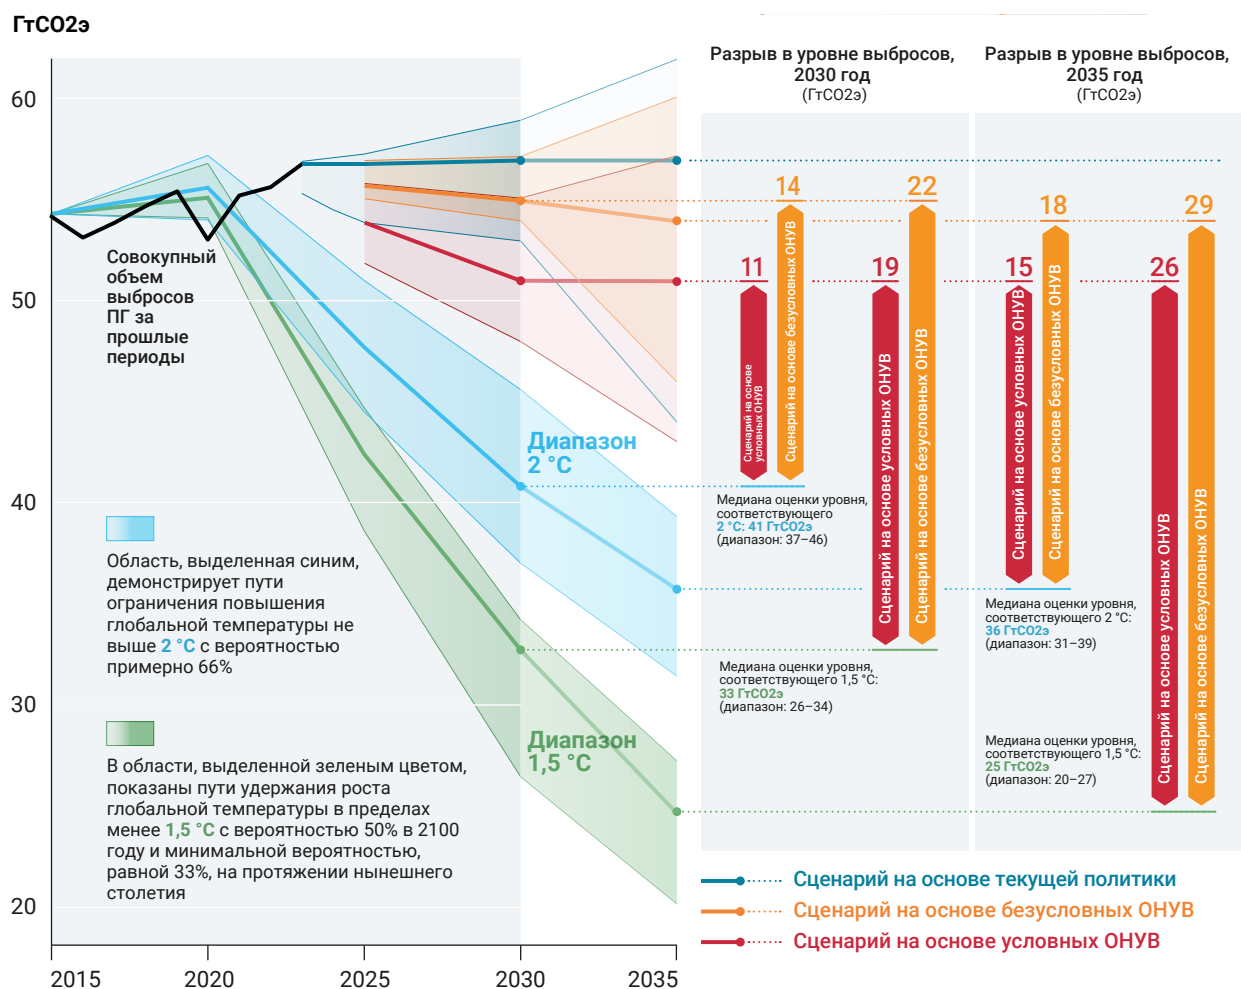 ГтCO2э
60
50
40
30
20
2015
2020
2025
2030
2035
Совокупный
объем
выбросов
ПГ за
прошлые
периоды
Область, выделенная синим,
демонстрирует пути
ограничения повышения
глобальной температуры не
выше 2 °C с вероятностью
примерно 66%
В области, выделенной зеленым цветом,
показаны пути удержания роста
глобальной температуры в пределах
менее 1,5 °C с вероятностью 50% в 2100
году и минимальной вероятностью,
равной 33%, на протяжении нынешнего
столетия
Диапазон
2 °C
Диапазон
1,5 °C
Разрыв в уровне выбросов,
2030 год
(ГтCO2э)
11
14
19
22
Сценарий на основе
условных ОНУВ
Сценарий на основе безусловных ОНУВ
Сценарий на основе условных ОНУВ
Сценарий на основе безусловных ОНУВ
Медиана оценки уровня,
соответствующего
2 °C: 41 ГтCO2э
(диапазон: 37–46)
Медиана оценки уровня,
соответствующего 1,5 °C:
33 ГтCO2э
(диапазон: 26–34)
Разрыв в уровне выбросов,
2035 год
(ГтCO2э)
15
18
26
29
Сценарий на основе условных ОНУВ
Сценарий на основе безусловных ОНУВ
Сценарий на основе условных ОНУВ
Сценарий на основе безусловных ОНУВ
Медиана оценки уровня,
соответствующего 2 °C:
36 ГтCO2э
(диапазон: 31–39)
Медиана оценки уровня,
соответствующего 1,5 °C:
25 ГтCO2э
(диапазон: 20–27)
Сценарий на основе текущей политики
Сценарий на основе безусловных ОНУВ
Сценарий на основе условных ОНУВ